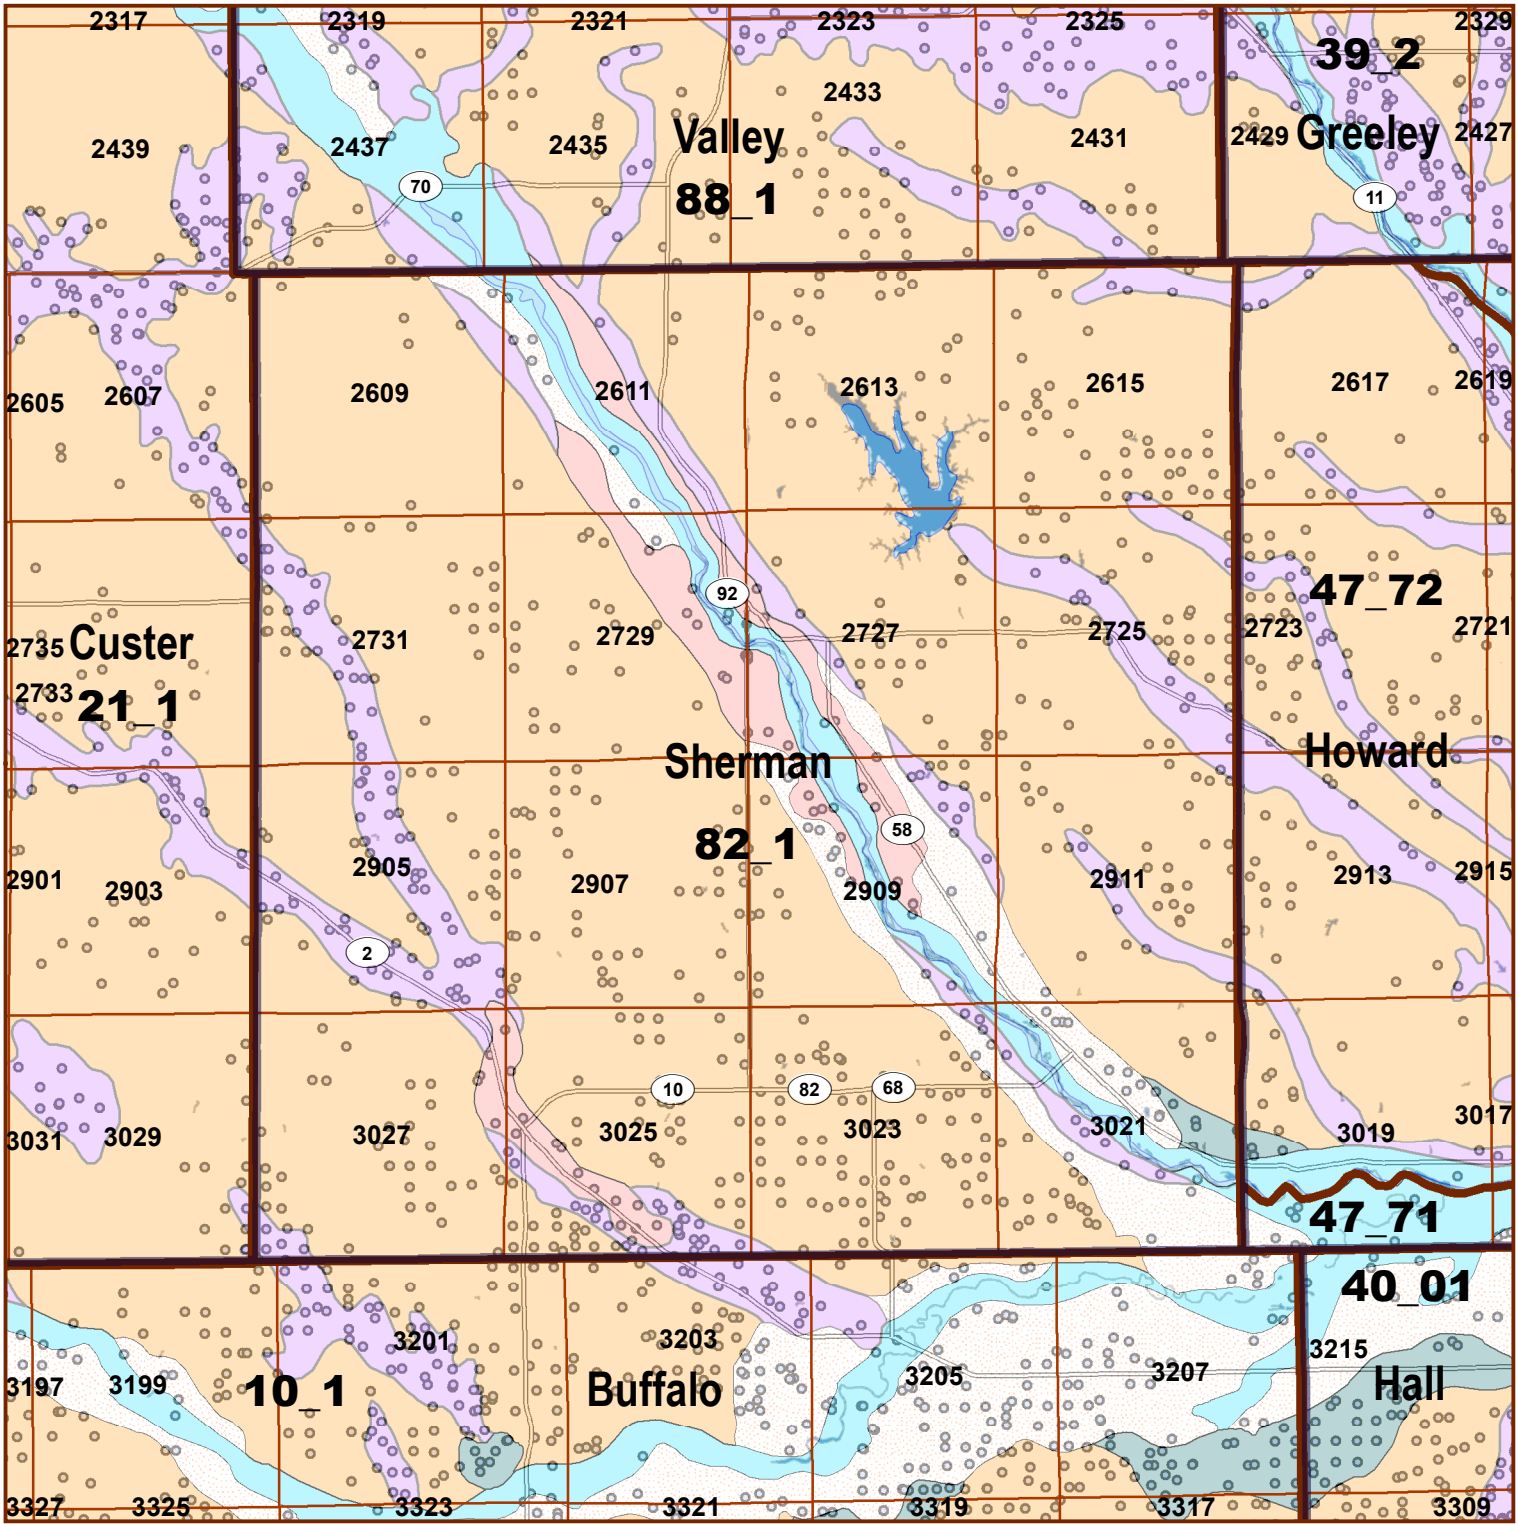 2317 2319 2321 2323 2325 2329
39_2
2433
2439 2437 2435 Valley 2431 2429 Greeley 2427
70 88_1 11
2605 2607 2609 2611 2613 2615 2617 2619
92 47_72
2735 Custer 2731 2729 2727 2725 2723 2721
2733 21_1
Sherman Howard
58
82_1
2901 2903 2905 2907 2909 2911 2913 2915
2
10 82 68
3031 3029 3027 3025 3023 3021 3019 3017
47_71
40_01
3201 3203 3215
3197 3199 10_1 Buffalo 3205 3207 Hall
3327 3325 3323 3321 3319 3317 3309